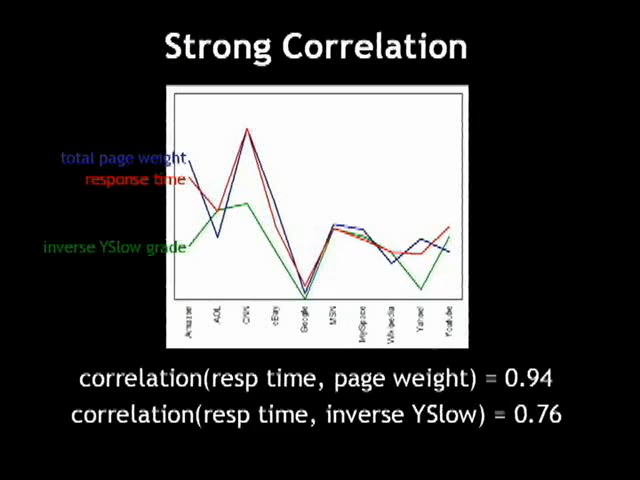 Strong Correlation
total page weight
response time
inverse YSlow grade
Amazon
AOL
CNN
eBay
Google
MSN
MySpace
Wikipedia
Yahoo!
Youtube
correlation(resp time, page weight) = 0.94
correlation(resp time, inverse YSlow) = 0.76